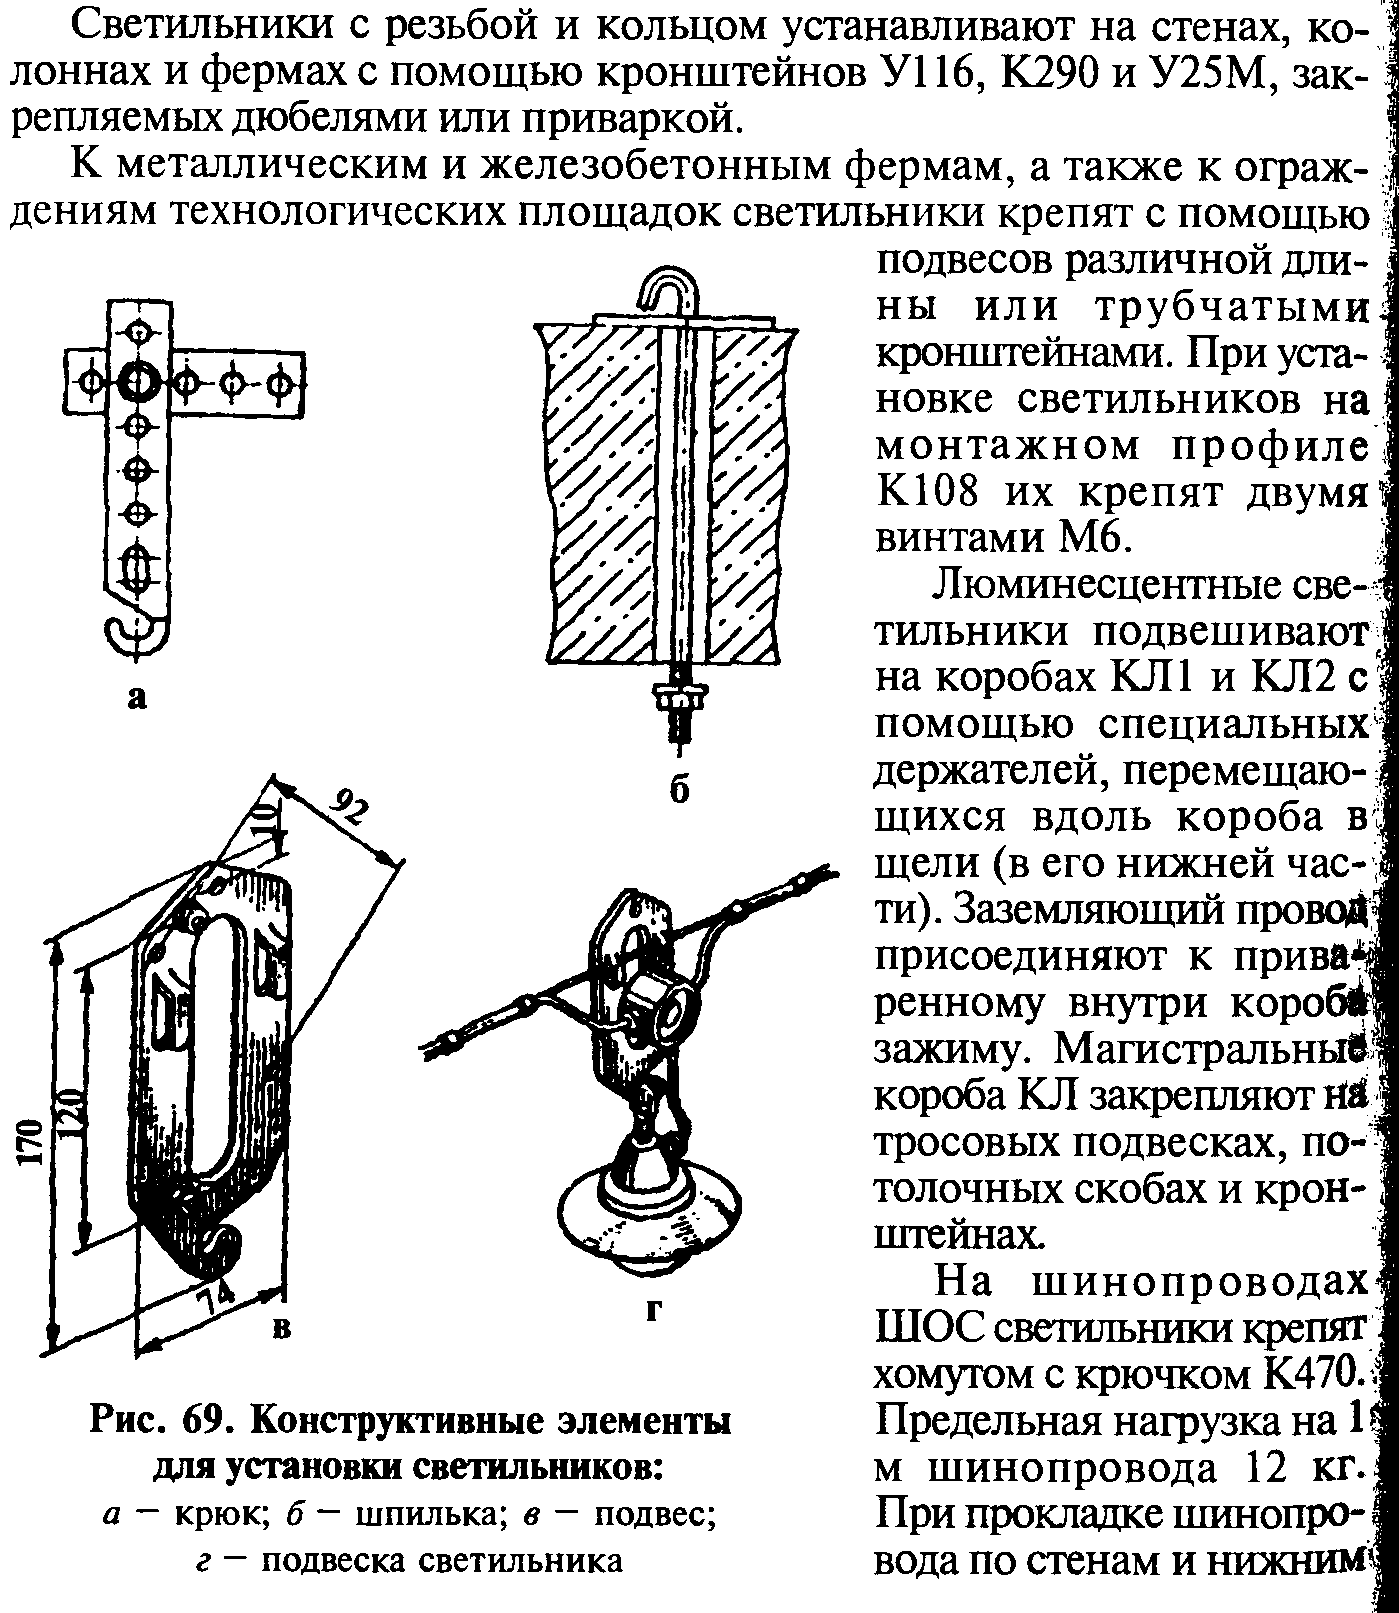 Светильники с резьбой и кольцом устанавливают на стенах, ко-
лоннах и фермах с помощью кронштейнов У116, К290 и У25М, зак-
репляемых дюбелями или приваркой.
К металлическим и железобетонным фермам, а также к ограж-
дениям технологических площадок светильники крепят с помощью
подвесов различной дли-
ны или трубчатыми
кронштейнами. При уста-
новке светильников на
монтажном профиле
К108 их крепят двумя
винтами М6.
Люминесцентные све-
тильники подвешивают
на коробах КЛ1 и КЛ2 с
помощью специальных
держателей, перемещаю-
щихся вдоль короба в
щели (в его нижней час-
ти). Заземляющий провод
присоединяют к прива-
ренному внутри короба
зажиму. Магистральные
короба КЛ закрепляют на
тросовых подвесках, по-
толочных скобах и крон-
штейнах.
На шинопроводах
ШОС светильники крепят
хомутом с крючком К470.
Предельная нагрузка на 1
м шинопровода 12 кг.
При прокладке шинопро-
вода по стенам и нижним
а
б
92
10
170
120
74
в
г
Рис. 69. Конструктивные элементы
для установки светильников:
а — крюк; б — шпилька; в — подвес;
г — подвеска светильника